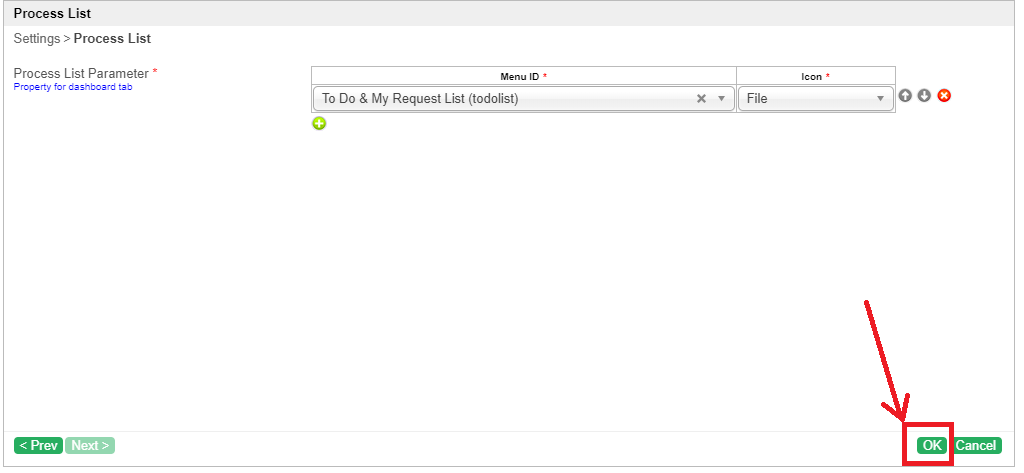 Process List
Settings > Process List
Process List Parameter *
Property for dashboard tab
Menu ID * Icon *
To Do & My Request List (todolist) File
< Prev Next > OK Cancel